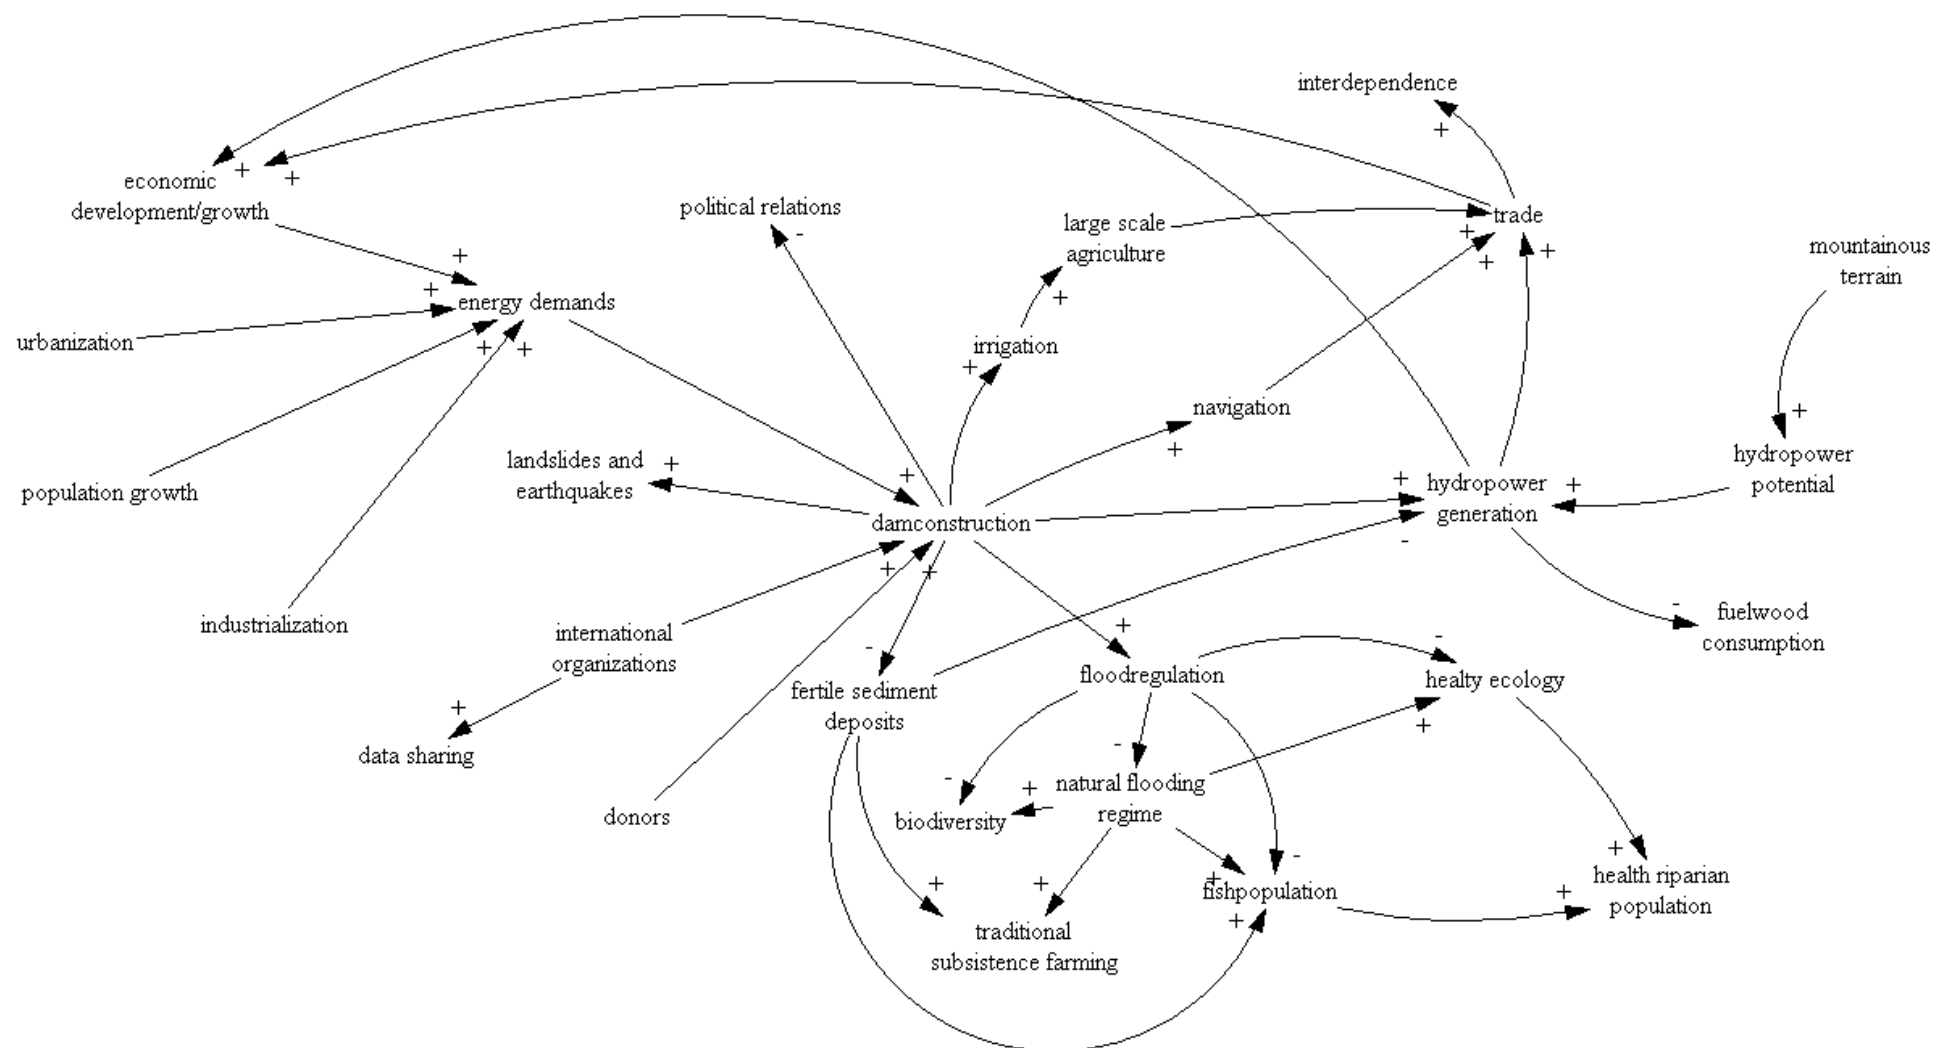 interdependence
+
economic
development/growth
+
+
political relations
-
large scale
agriculture
trade
+
+
+
mountainous
terrain
+
+
energy demands
+
+
urbanization
irrigation
+
+
navigation
+
+
hydropower
potential
landslides and
earthquakes
+
population growth
+
damconstruction
+
+
+
hydropower
generation
+
-
industrialization
international
organizations
-
fertile sediment
deposits
+
floodregulation
-
healty ecology
+
-
fuelwood
consumption
+
data sharing
donors
-
biodiversity
-
+
natural flooding
regime
+
+
traditional
subsistence farming
-
+
fishpopulation
+
+
+
health riparian
population